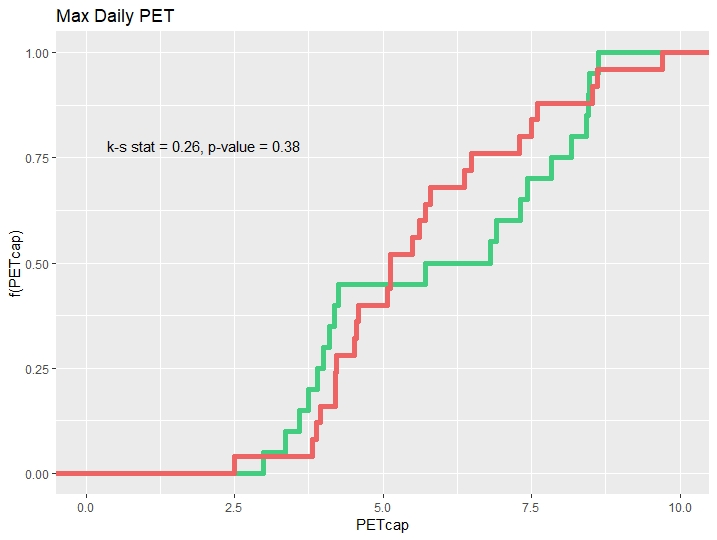 Max Daily PET
1.00
0.75
0.50
0.25
0.00
f(PETcap)
k-s stat = 0.26, p-value = 0.38
0.0 2.5 5.0 7.5 10.0
PETcap